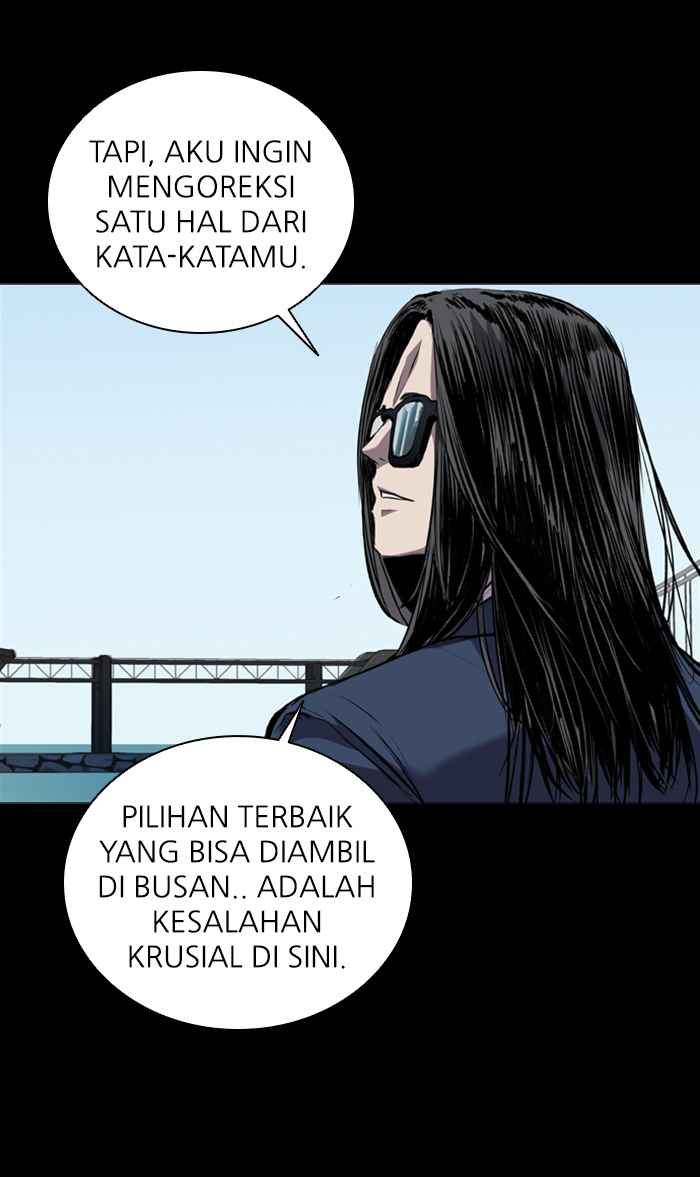 TAPI, AKU INGIN
MENGOREKSI
SATU HAL DARI
KATA-KATAMU.
PILIHAN TERBAIK
YANG BISA DIAMBIL
DI BUSAN.. ADALAH
KESALAHAN
KRUSIAL DI SINI.